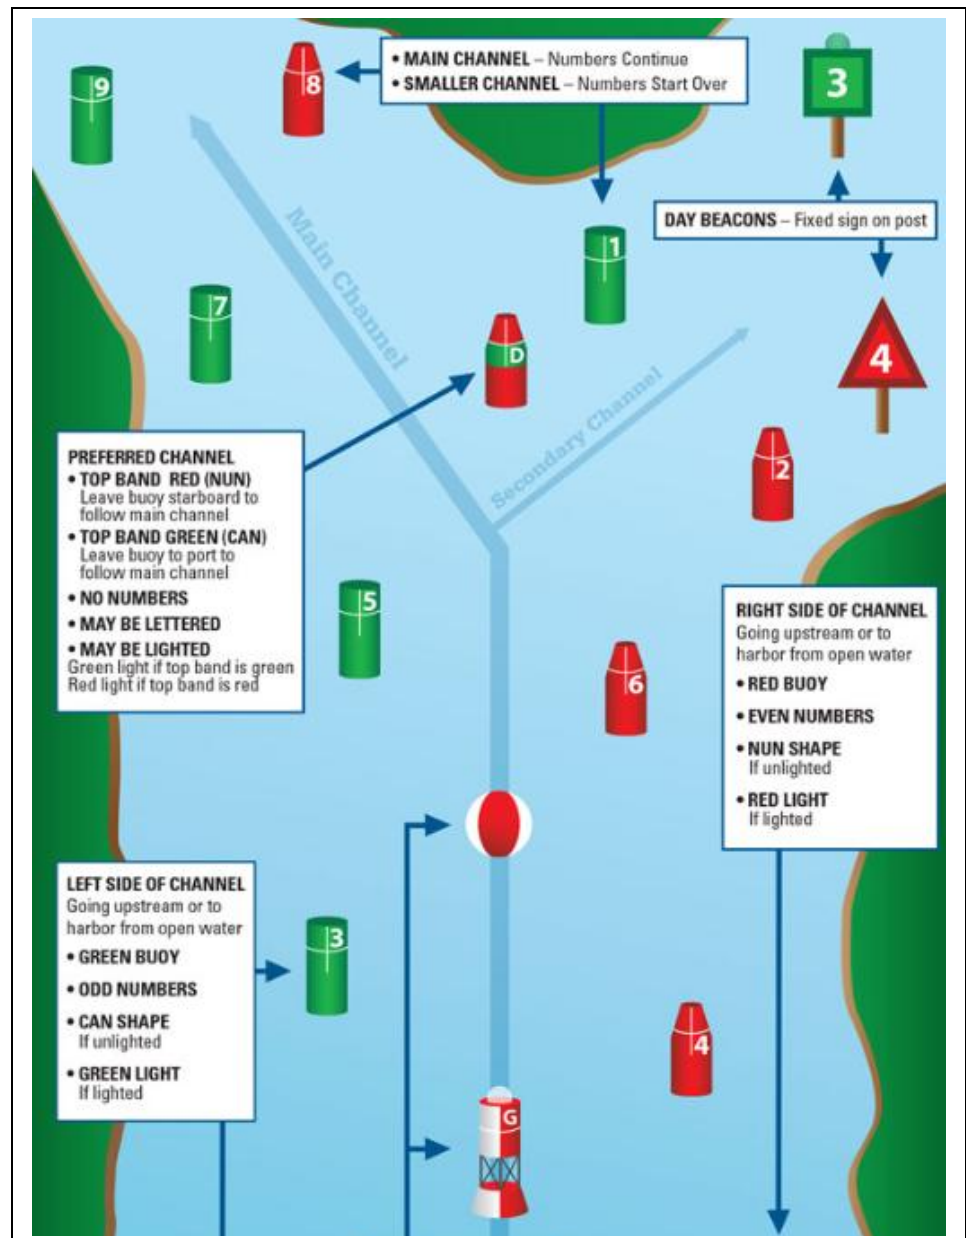 9
8
• MAIN CHANNEL – Numbers Continue
• SMALLER CHANNEL – Numbers Start Over
3
DAY BEACONS – Fixed sign on post
Main Channel
1
7
D
4
Secondary Channel
2
PREFERRED CHANNEL
• TOP BAND RED (NUN)
Leave buoy starboard to
follow main channel
• TOP BAND GREEN (CAN)
Leave buoy to port to
follow main channel
• NO NUMBERS
• MAY BE LETTERED
• MAY BE LIGHTED
Green light if top band is green
Red light if top band is red
5
6
RIGHT SIDE OF CHANNEL
Going upstream or to
harbor from open water
• RED BUOY
• EVEN NUMBERS
• NUN SHAPE
If unlighted
• RED LIGHT
If lighted
LEFT SIDE OF CHANNEL
Going upstream or to
harbor from open water
• GREEN BUOY
• ODD NUMBERS
• CAN SHAPE
If unlighted
• GREEN LIGHT
If lighted
3
4
G